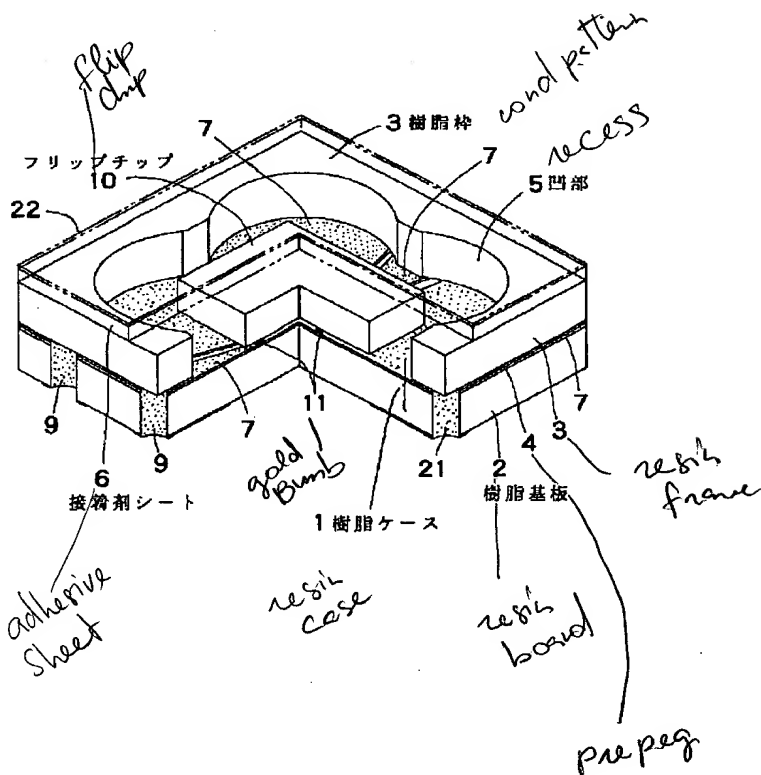 flip
chip
cond pattern
7
3 樹脂枠
7
recess
フリップチップ
10
5 凹部
22
9
9
7
11
21
2
4
3
7
6
接着剤シート
gold
Bumb
1 樹脂ケース
樹脂基板
resin
frame
adhesive
sheet
resin
case
resin
board
prepeg